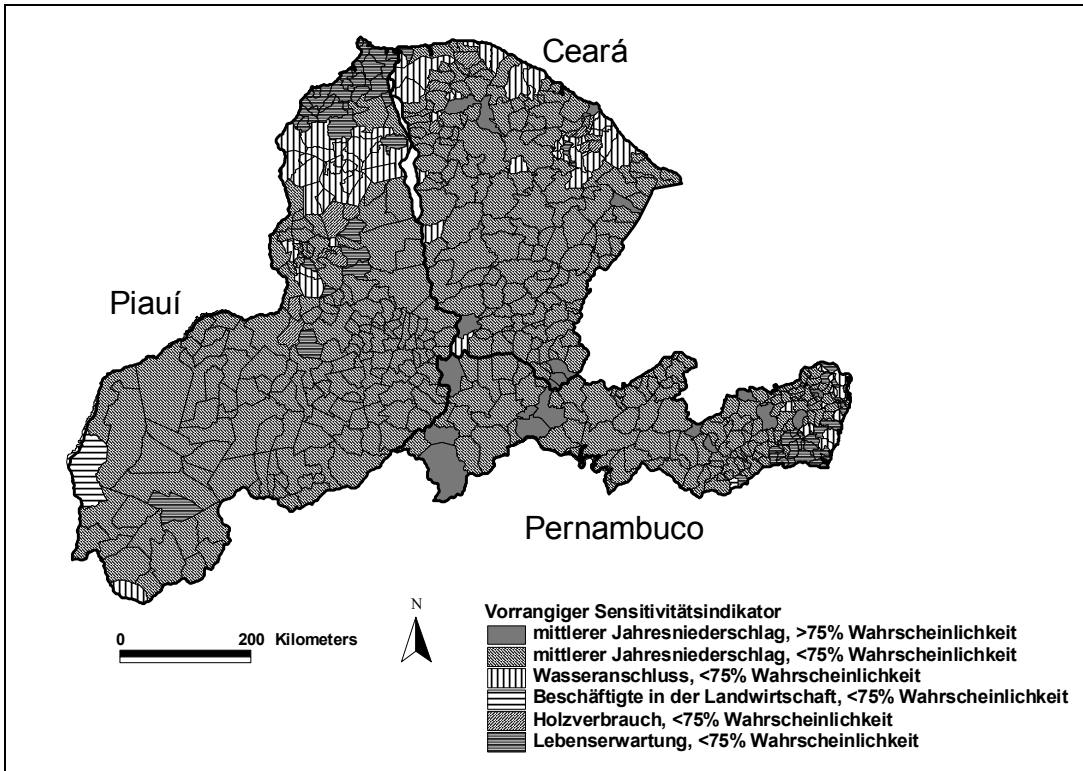 Ceará
Piauí
Pernambuco
N
0 200 Kilometers
Vorrangiger Sensitivitätsindikator
mittlerer Jahresniederschlag, >75% Wahrscheinlichkeit
mittlerer Jahresniederschlag, <75% Wahrscheinlichkeit
Wasseranschluss, <75% Wahrscheinlichkeit
Beschäftigte in der Landwirtschaft, <75% Wahrscheinlichkeit
Holzverbrauch, <75% Wahrscheinlichkeit
Lebenserwartung, <75% Wahrscheinlichkeit